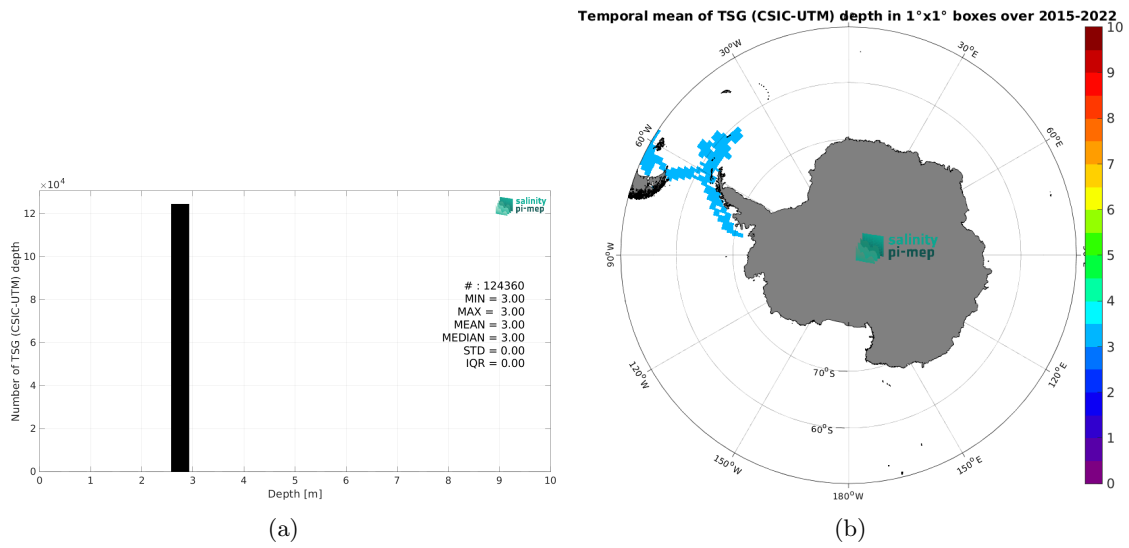 Temporal mean of TSG (CSIC-UTM) depth in 1°x1° boxes over 2015-2022
×10⁴
12
10
8
6
4
2
0
Number of TSG (CSIC-UTM) depth
salinity
pi-mep
# : 124360
MIN = 3.00
MAX = 3.00
MEAN = 3.00
MEDIAN = 3.00
STD = 0.00
IQR = 0.00
0 1 2 3 4 5 6 7 8 9 10
Depth [m]
(a)
30°W
30°E
60°W
60°E
90°W
salinity
pi-mep
120°W
120°E
70°S
60°S
150°W
150°E
180°W
10
9
8
7
6
5
4
3
2
1
0
(b)